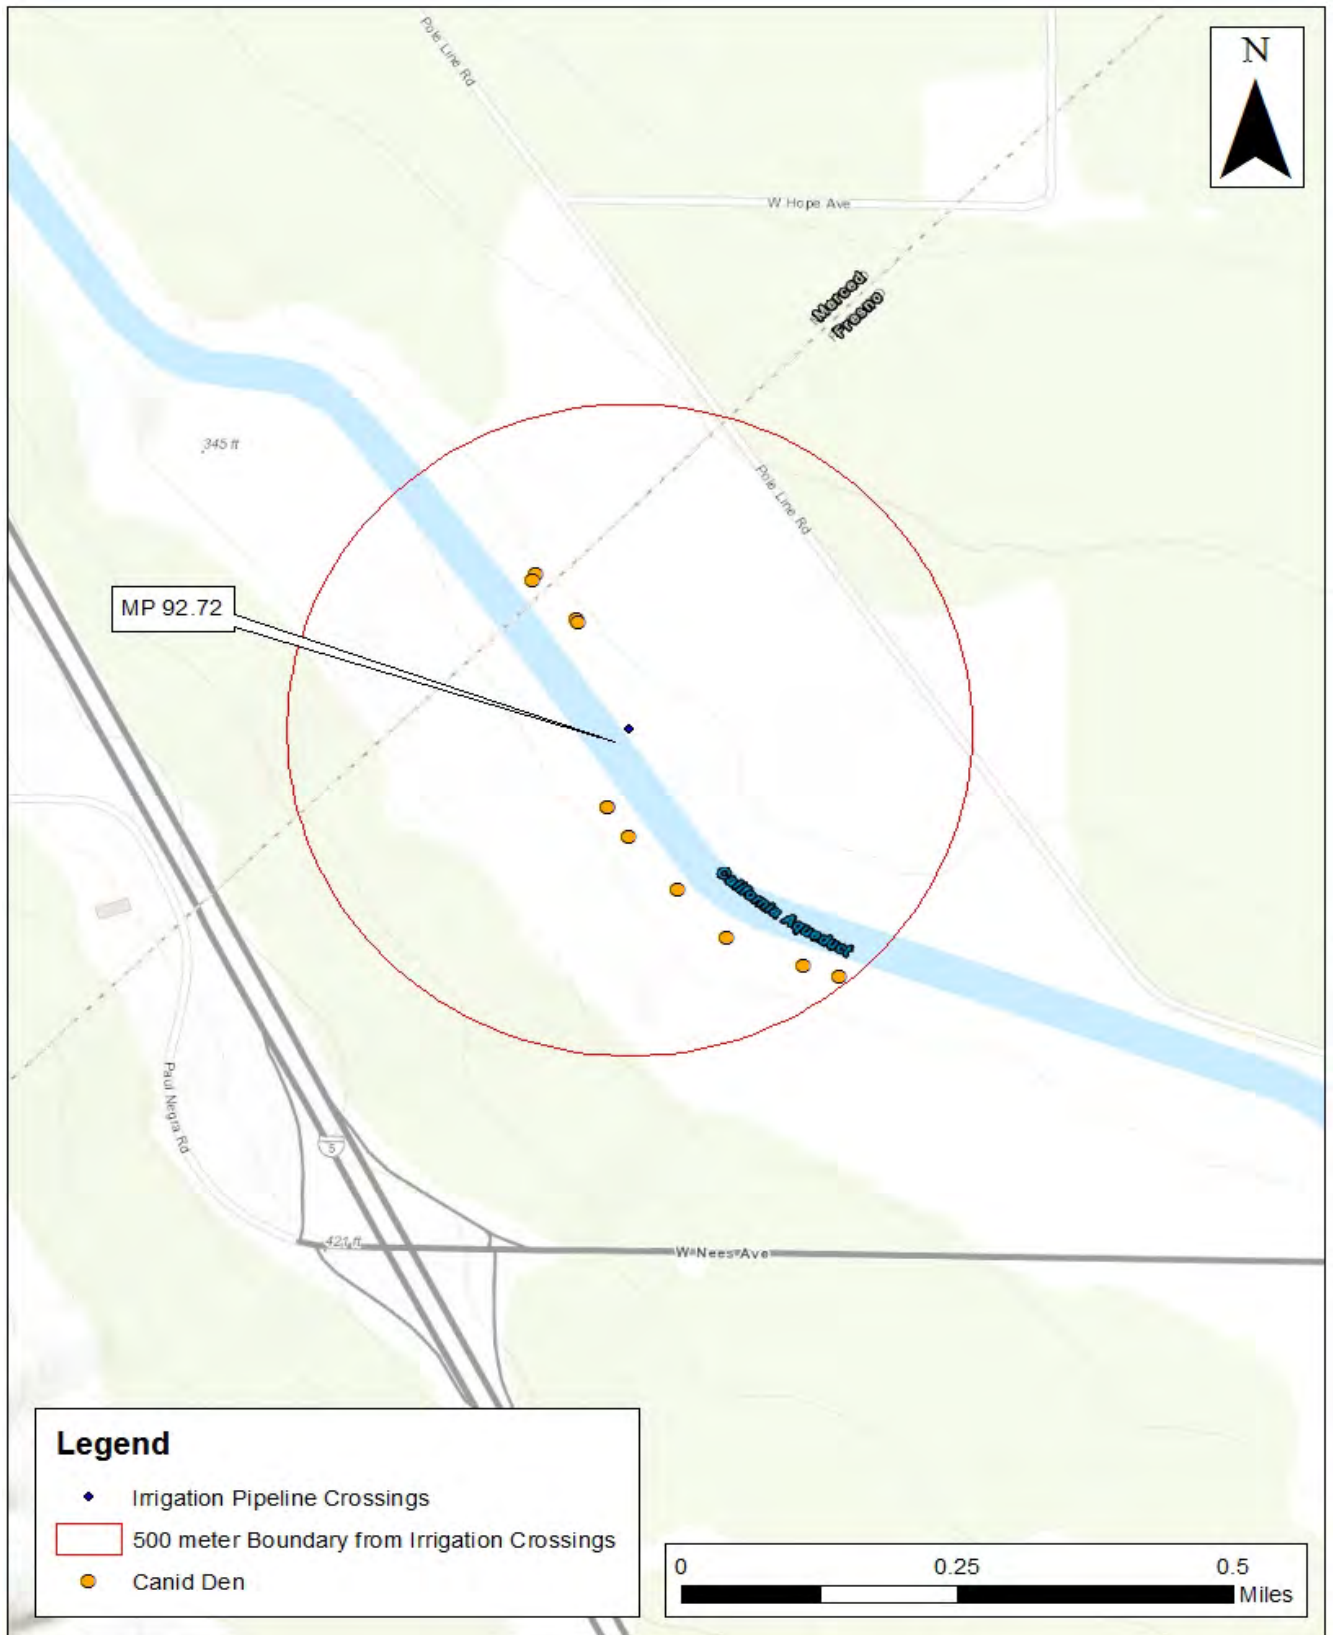 Pole Line Rd
N
W Hope Ave
Merced
Fresno
345 ft
Pole Line Rd
MP 92.72
California Aqueduct
Paul Negra Rd
5
421 ft
W Nees Ave
Legend
Irrigation Pipeline Crossings
500 meter Boundary from Irrigation Crossings
Canid Den
0 0.25 0.5
Miles